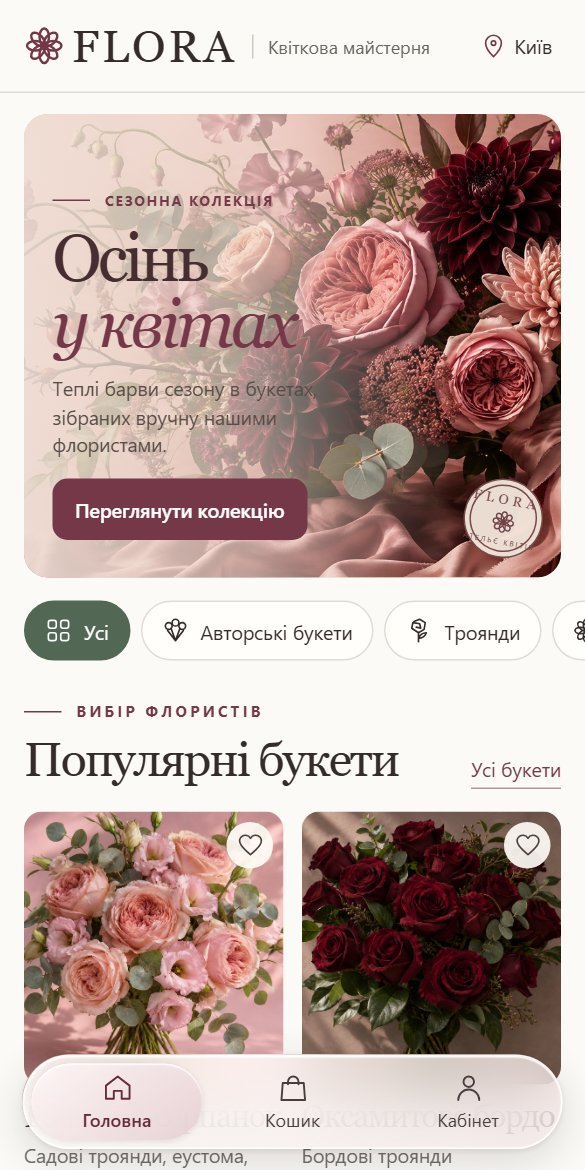 FLORA
Квіткова майстерня
Київ
СЕЗОННА КОЛЕКЦІЯ
Осінь
у квітах
Теплі барви сезону в букетах,
зібраних вручну нашими
флористами.
Переглянути колекцію
FLORA
Усі
Авторські букети
Троянди
ВИБІР ФЛОРИСТІВ
Популярні букети
Усі букети
Головна
Кошик
Кабінет
Садові троянди, еустома,
Бордові троянди